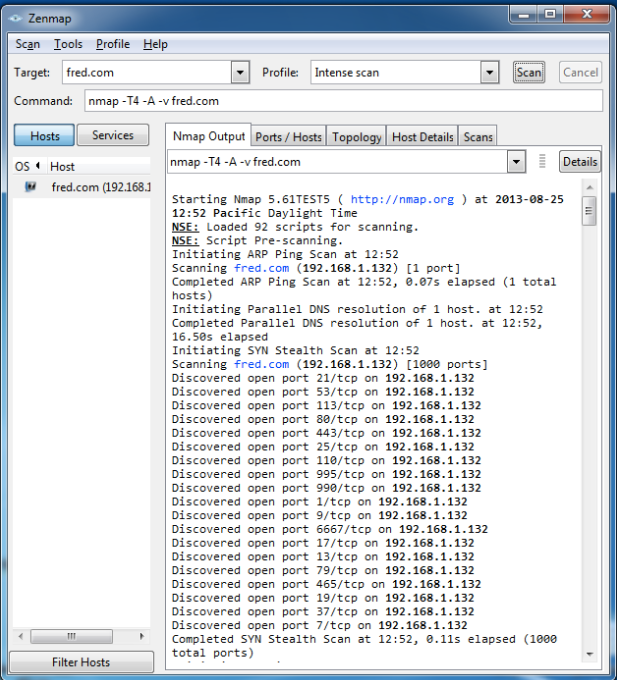 Zenmap
Scan Tools Profile Help
Target: fred.com Profile: Intense scan Scan Cancel
Command: nmap -T4 -A -v fred.com
Hosts Services
Nmap Output Ports / Hosts Topology Host Details Scans
OS Host
fred.com (192.168.1
nmap -T4 -A -v fred.com Details
Starting Nmap 5.61TEST5 ( http://nmap.org ) at 2013-08-25
12:52 Pacific Daylight Time
NSE: Loaded 92 scripts for scanning.
NSE: Script Pre-scanning.
Initiating ARP Ping Scan at 12:52
Scanning fred.com (192.168.1.132) [1 port]
Completed ARP Ping Scan at 12:52, 0.07s elapsed (1 total
hosts)
Initiating Parallel DNS resolution of 1 host. at 12:52
Completed Parallel DNS resolution of 1 host. at 12:52,
16.50s elapsed
Initiating SYN Stealth Scan at 12:52
Scanning fred.com (192.168.1.132) [1000 ports]
Discovered open port 21/tcp on 192.168.1.132
Discovered open port 53/tcp on 192.168.1.132
Discovered open port 113/tcp on 192.168.1.132
Discovered open port 80/tcp on 192.168.1.132
Discovered open port 443/tcp on 192.168.1.132
Discovered open port 25/tcp on 192.168.1.132
Discovered open port 110/tcp on 192.168.1.132
Discovered open port 995/tcp on 192.168.1.132
Discovered open port 990/tcp on 192.168.1.132
Discovered open port 1/tcp on 192.168.1.132
Discovered open port 9/tcp on 192.168.1.132
Discovered open port 6667/tcp on 192.168.1.132
Discovered open port 17/tcp on 192.168.1.132
Discovered open port 13/tcp on 192.168.1.132
Discovered open port 79/tcp on 192.168.1.132
Discovered open port 465/tcp on 192.168.1.132
Discovered open port 19/tcp on 192.168.1.132
Discovered open port 37/tcp on 192.168.1.132
Discovered open port 7/tcp on 192.168.1.132
Completed SYN Stealth Scan at 12:52, 0.11s elapsed (1000
total ports)
Filter Hosts